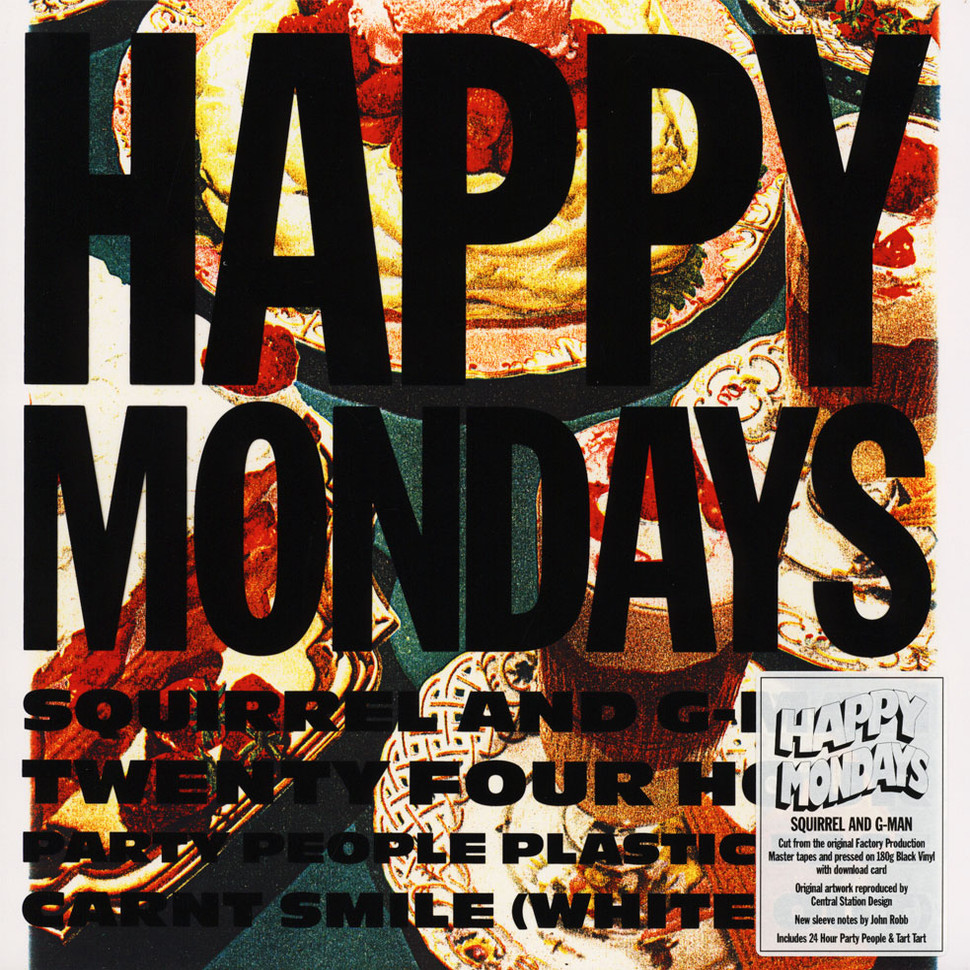 HAPPY
MONDAYS
SQUIRREL AND G-
TWENTY FOUR
PARTY PEOPLE PLASTIC
CARNT SMILE (WHITE
HAPPY
MONDAYS
SQUIRREL AND G-MAN
Cut from the original Factory Production
Master tapes and pressed on 180g Black Vinyl
with download card
Original artwork reproduced by
Central Station Design
New sleeve notes by John Robb
Includes 24 Hour Party People & Tart Tart